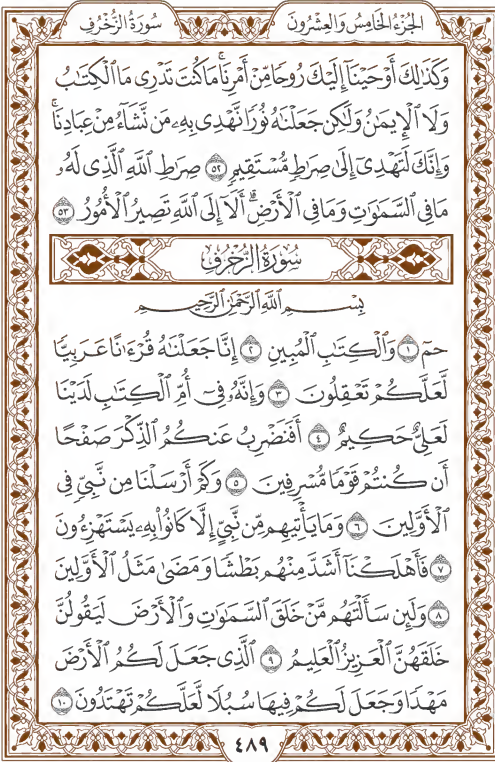 سُورَةُ الزُّخْرُفِ
الجُزْءُ الخَامِسُ وَالعِشْرُونَ
وَكَذَٰلِكَ أَوْحَيْنَآ إِلَيْكَ رُوحًا مِّنْ أَمْرِنَا ۚ مَا كُنتَ تَدْرِى مَا ٱلْكِتَٰبُ
وَلَا ٱلْإِيمَٰنُ وَلَٰكِن جَعَلْنَٰهُ نُورًا نَّهْدِى بِهِۦ مَن نَّشَآءُ مِنْ عِبَادِنَا ۚ
وَإِنَّكَ لَتَهْدِىٓ إِلَىٰ صِرَٰطٍ مُّسْتَقِيمٍ ٥٢ صِرَٰطِ ٱللَّهِ ٱلَّذِى لَهُۥ
مَا فِى ٱلسَّمَٰوَٰتِ وَمَا فِى ٱلْأَرْضِ ۗ أَلَآ إِلَى ٱللَّهِ تَصِيرُ ٱلْأُمُورُ ٥٣
سُورَةُ الزُّخْرُفِ
بِسْمِ ٱللَّهِ ٱلرَّحْمَٰنِ ٱلرَّحِيمِ
حمٓ ١ وَٱلْكِتَٰبِ ٱلْمُبِينِ ٢ إِنَّا جَعَلْنَٰهُ قُرْءَٰنًا عَرَبِيًّا
لَّعَلَّكُمْ تَعْقِلُونَ ٣ وَإِنَّهُۥ فِىٓ أُمِّ ٱلْكِتَٰبِ لَدَيْنَا
لَعَلِىٌّ حَكِيمٌ ٤ أَفَنَضْرِبُ عَنكُمُ ٱلذِّكْرَ صَفْحًا
أَن كُنتُمْ قَوْمًا مُّسْرِفِينَ ٥ وَكَمْ أَرْسَلْنَا مِن نَّبِىٍّ فِى
ٱلْأَوَّلِينَ ٦ وَمَا يَأْتِيهِم مِّن نَّبِىٍّ إِلَّا كَانُوا۟ بِهِۦ يَسْتَهْزِءُونَ
٧ فَأَهْلَكْنَآ أَشَدَّ مِنْهُم بَطْشًا وَمَضَىٰ مَثَلُ ٱلْأَوَّلِينَ
٨ وَلَئِن سَأَلْتَهُم مَّنْ خَلَقَ ٱلسَّمَٰوَٰتِ وَٱلْأَرْضَ لَيَقُولُنَّ
خَلَقَهُنَّ ٱلْعَزِيزُ ٱلْعَلِيمُ ٩ ٱلَّذِى جَعَلَ لَكُمُ ٱلْأَرْضَ
مَهْدًا وَجَعَلَ لَكُمْ فِيهَا سُبُلًا لَّعَلَّكُمْ تَهْتَدُونَ ١٠
٤٨٩